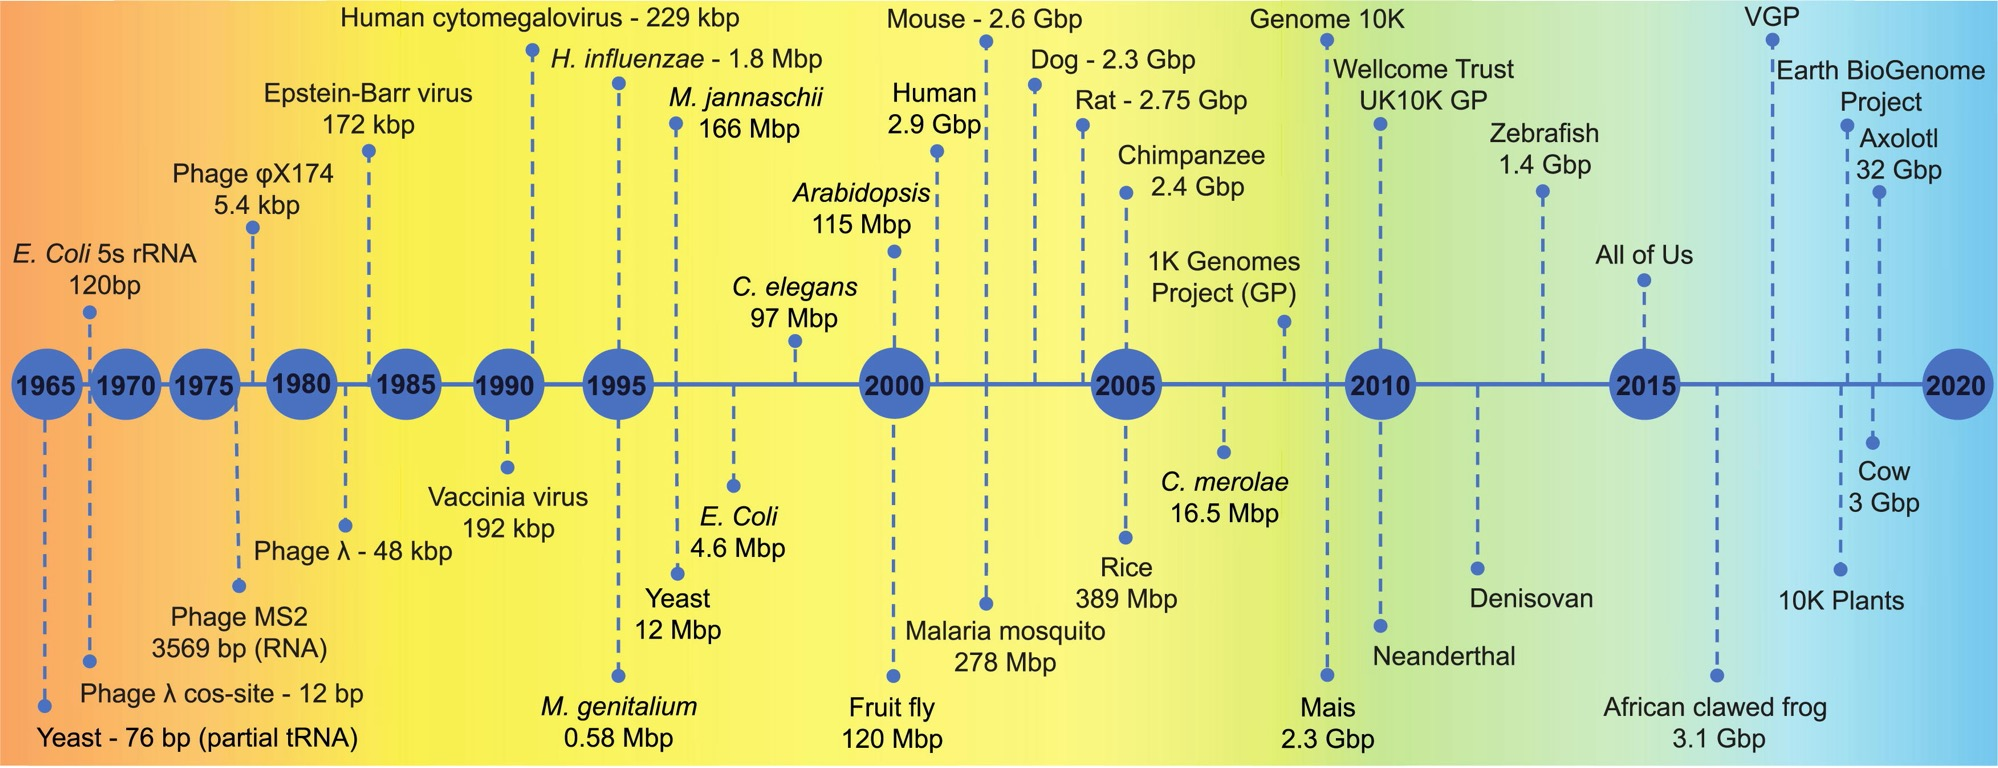 Human cytomegalovirus - 229 kbp
H. influenzae - 1.8 Mbp
Epstein-Barr virus
172 kbp
M. jannaschii
166 Mbp
Phage φX174
5.4 kbp
E. Coli 5s rRNA
120bp
C. elegans
97 Mbp
Arabidopsis
115 Mbp
Human
2.9 Gbp
Mouse - 2.6 Gbp
Dog - 2.3 Gbp
Rat - 2.75 Gbp
Chimpanzee
2.4 Gbp
1K Genomes
Project (GP)
Genome 10K
Wellcome Trust
UK10K GP
Zebrafish
1.4 Gbp
All of Us
VGP
Earth BioGenome
Project
Axolotl
32 Gbp
1965
1970
1975
1980
1985
1990
1995
2000
2005
2010
2015
2020
Yeast - 76 bp (partial tRNA)
Phage λ cos-site - 12 bp
Phage MS2
3569 bp (RNA)
Phage λ - 48 kbp
Vaccinia virus
192 kbp
M. genitalium
0.58 Mbp
Yeast
12 Mbp
E. Coli
4.6 Mbp
Fruit fly
120 Mbp
Malaria mosquito
278 Mbp
Rice
389 Mbp
C. merolae
16.5 Mbp
Mais
2.3 Gbp
Neanderthal
Denisovan
African clawed frog
3.1 Gbp
10K Plants
Cow
3 Gbp